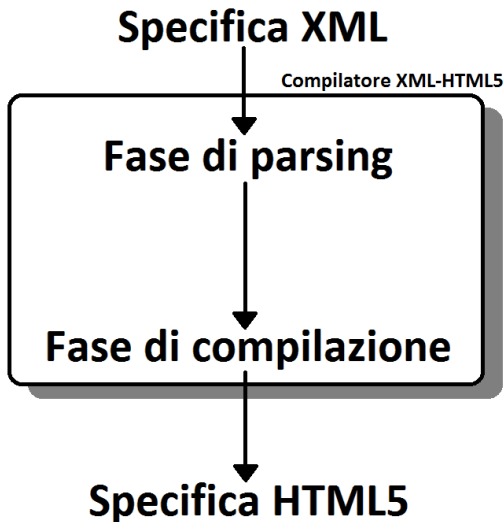 Specifica XML
Compilatore XML-HTML5
Fase di parsing
Fase di compilazione
Specifica HTML5